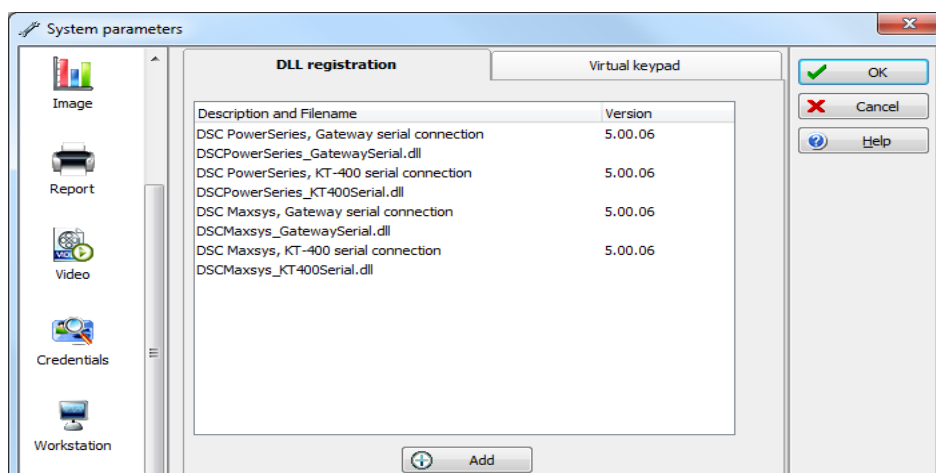 System parameters
Image
Report
Video
Credentials
Workstation
DLL registration
Virtual keypad
Description and Filename Version
DSC PowerSeries, Gateway serial connection 5.00.06
DSCPowerSeries_GatewaySerial.dll
DSC PowerSeries, KT-400 serial connection 5.00.06
DSCPowerSeries_KT400Serial.dll
DSC Maxsys, Gateway serial connection 5.00.06
DSCMaxsys_GatewaySerial.dll
DSC Maxsys, KT-400 serial connection 5.00.06
DSCMaxsys_KT400Serial.dll
Add
OK
Cancel
Help